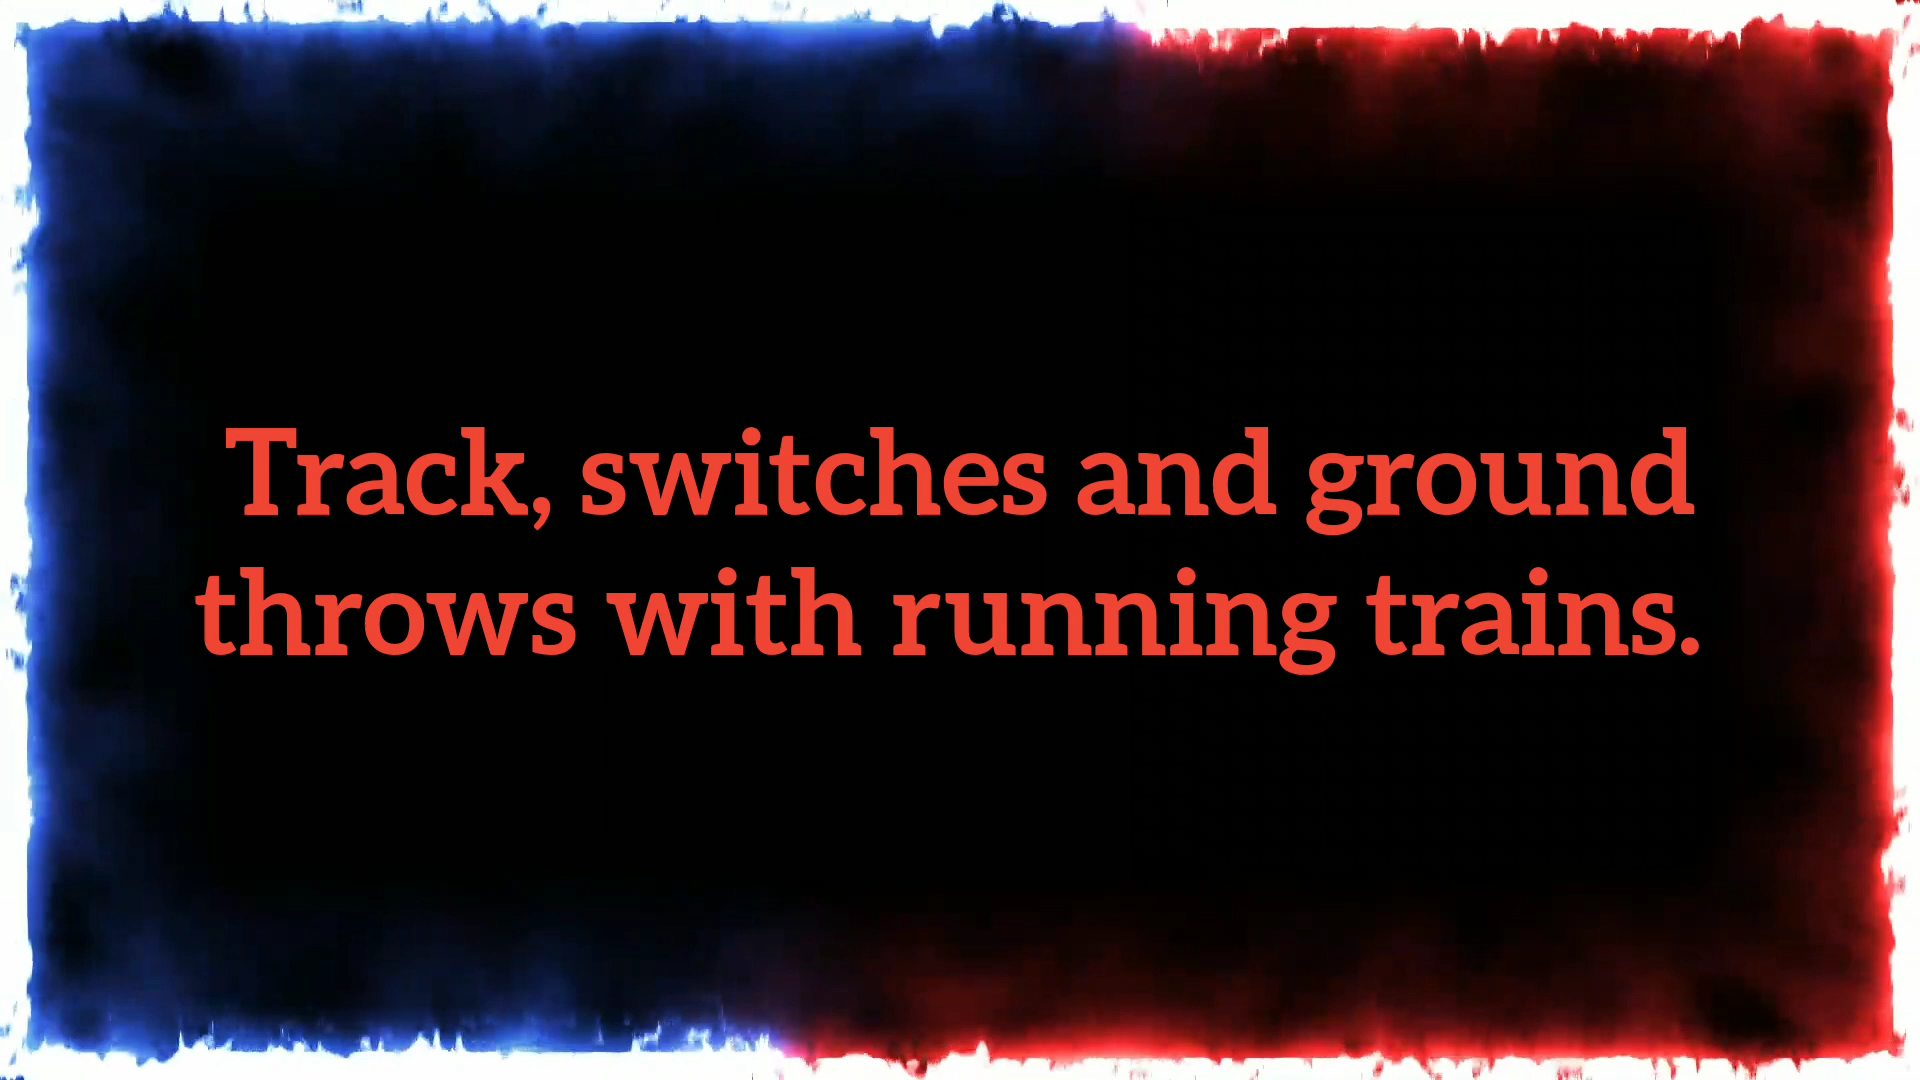 Track, switches and ground
throws with running trains.